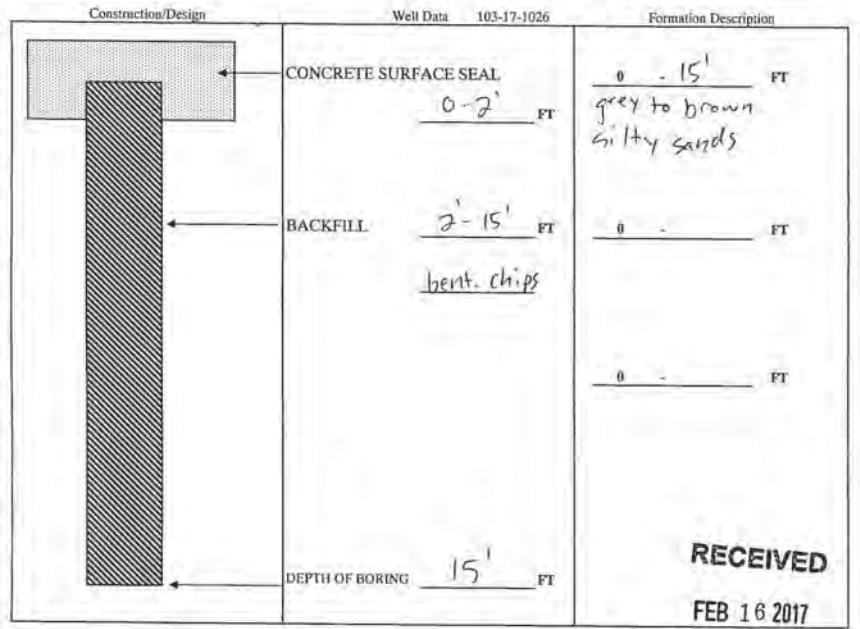 Construction/Design
Well Data 103-17-1026
Formation Description
CONCRETE SURFACE SEAL
0-2' FT
BACKFILL 2'-15' FT
bent. chips
DEPTH OF BORING 15' FT
0 - 15' FT
grey to brown
silty sands
0 - FT
0 - FT
RECEIVED
FEB 16 2017